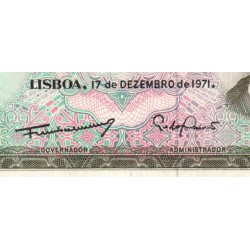 LISBOA, 17 de DEZEMBRO de 1971.
GOVERNADOR ADMINISTRADOR